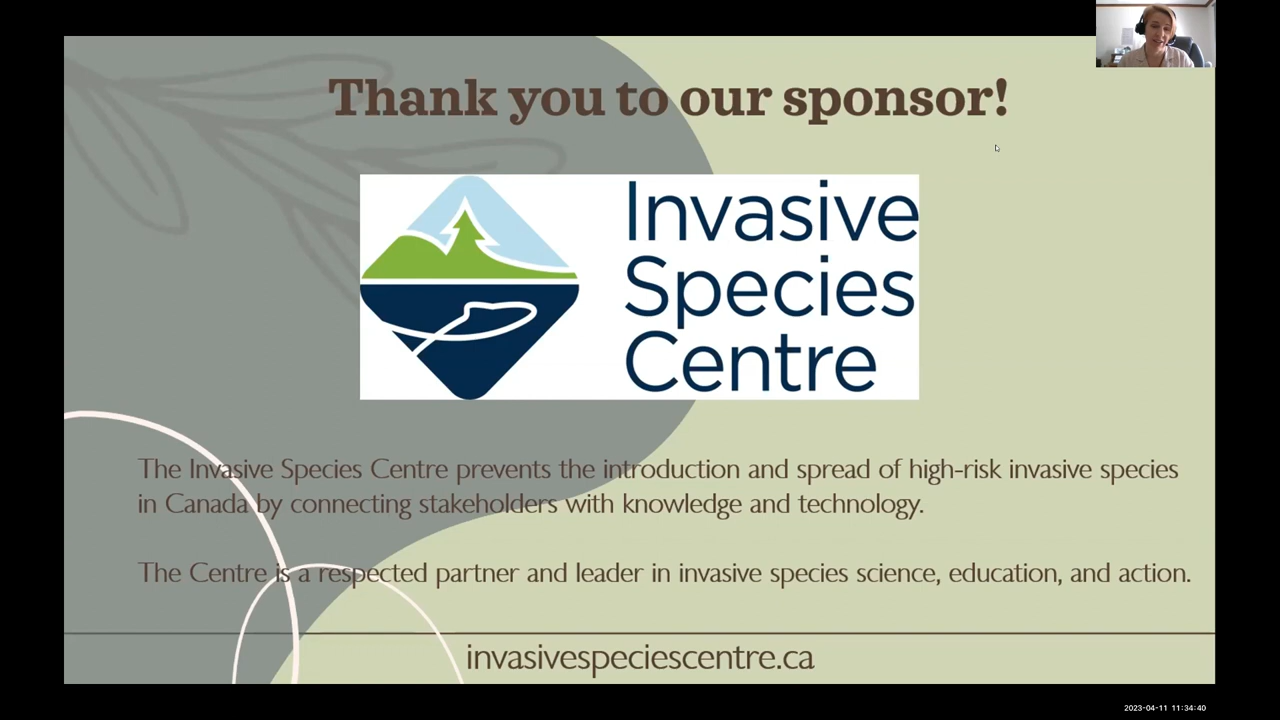 Thank you to our sponsor!
Invasive
Species
Centre
The Invasive Species Centre prevents the introduction and spread of high-risk invasive species
in Canada by connecting stakeholders with knowledge and technology.
The Centre is a respected partner and leader in invasive species science, education, and action.
invasivespeciescentre.ca
2023-04-11 11:34:40